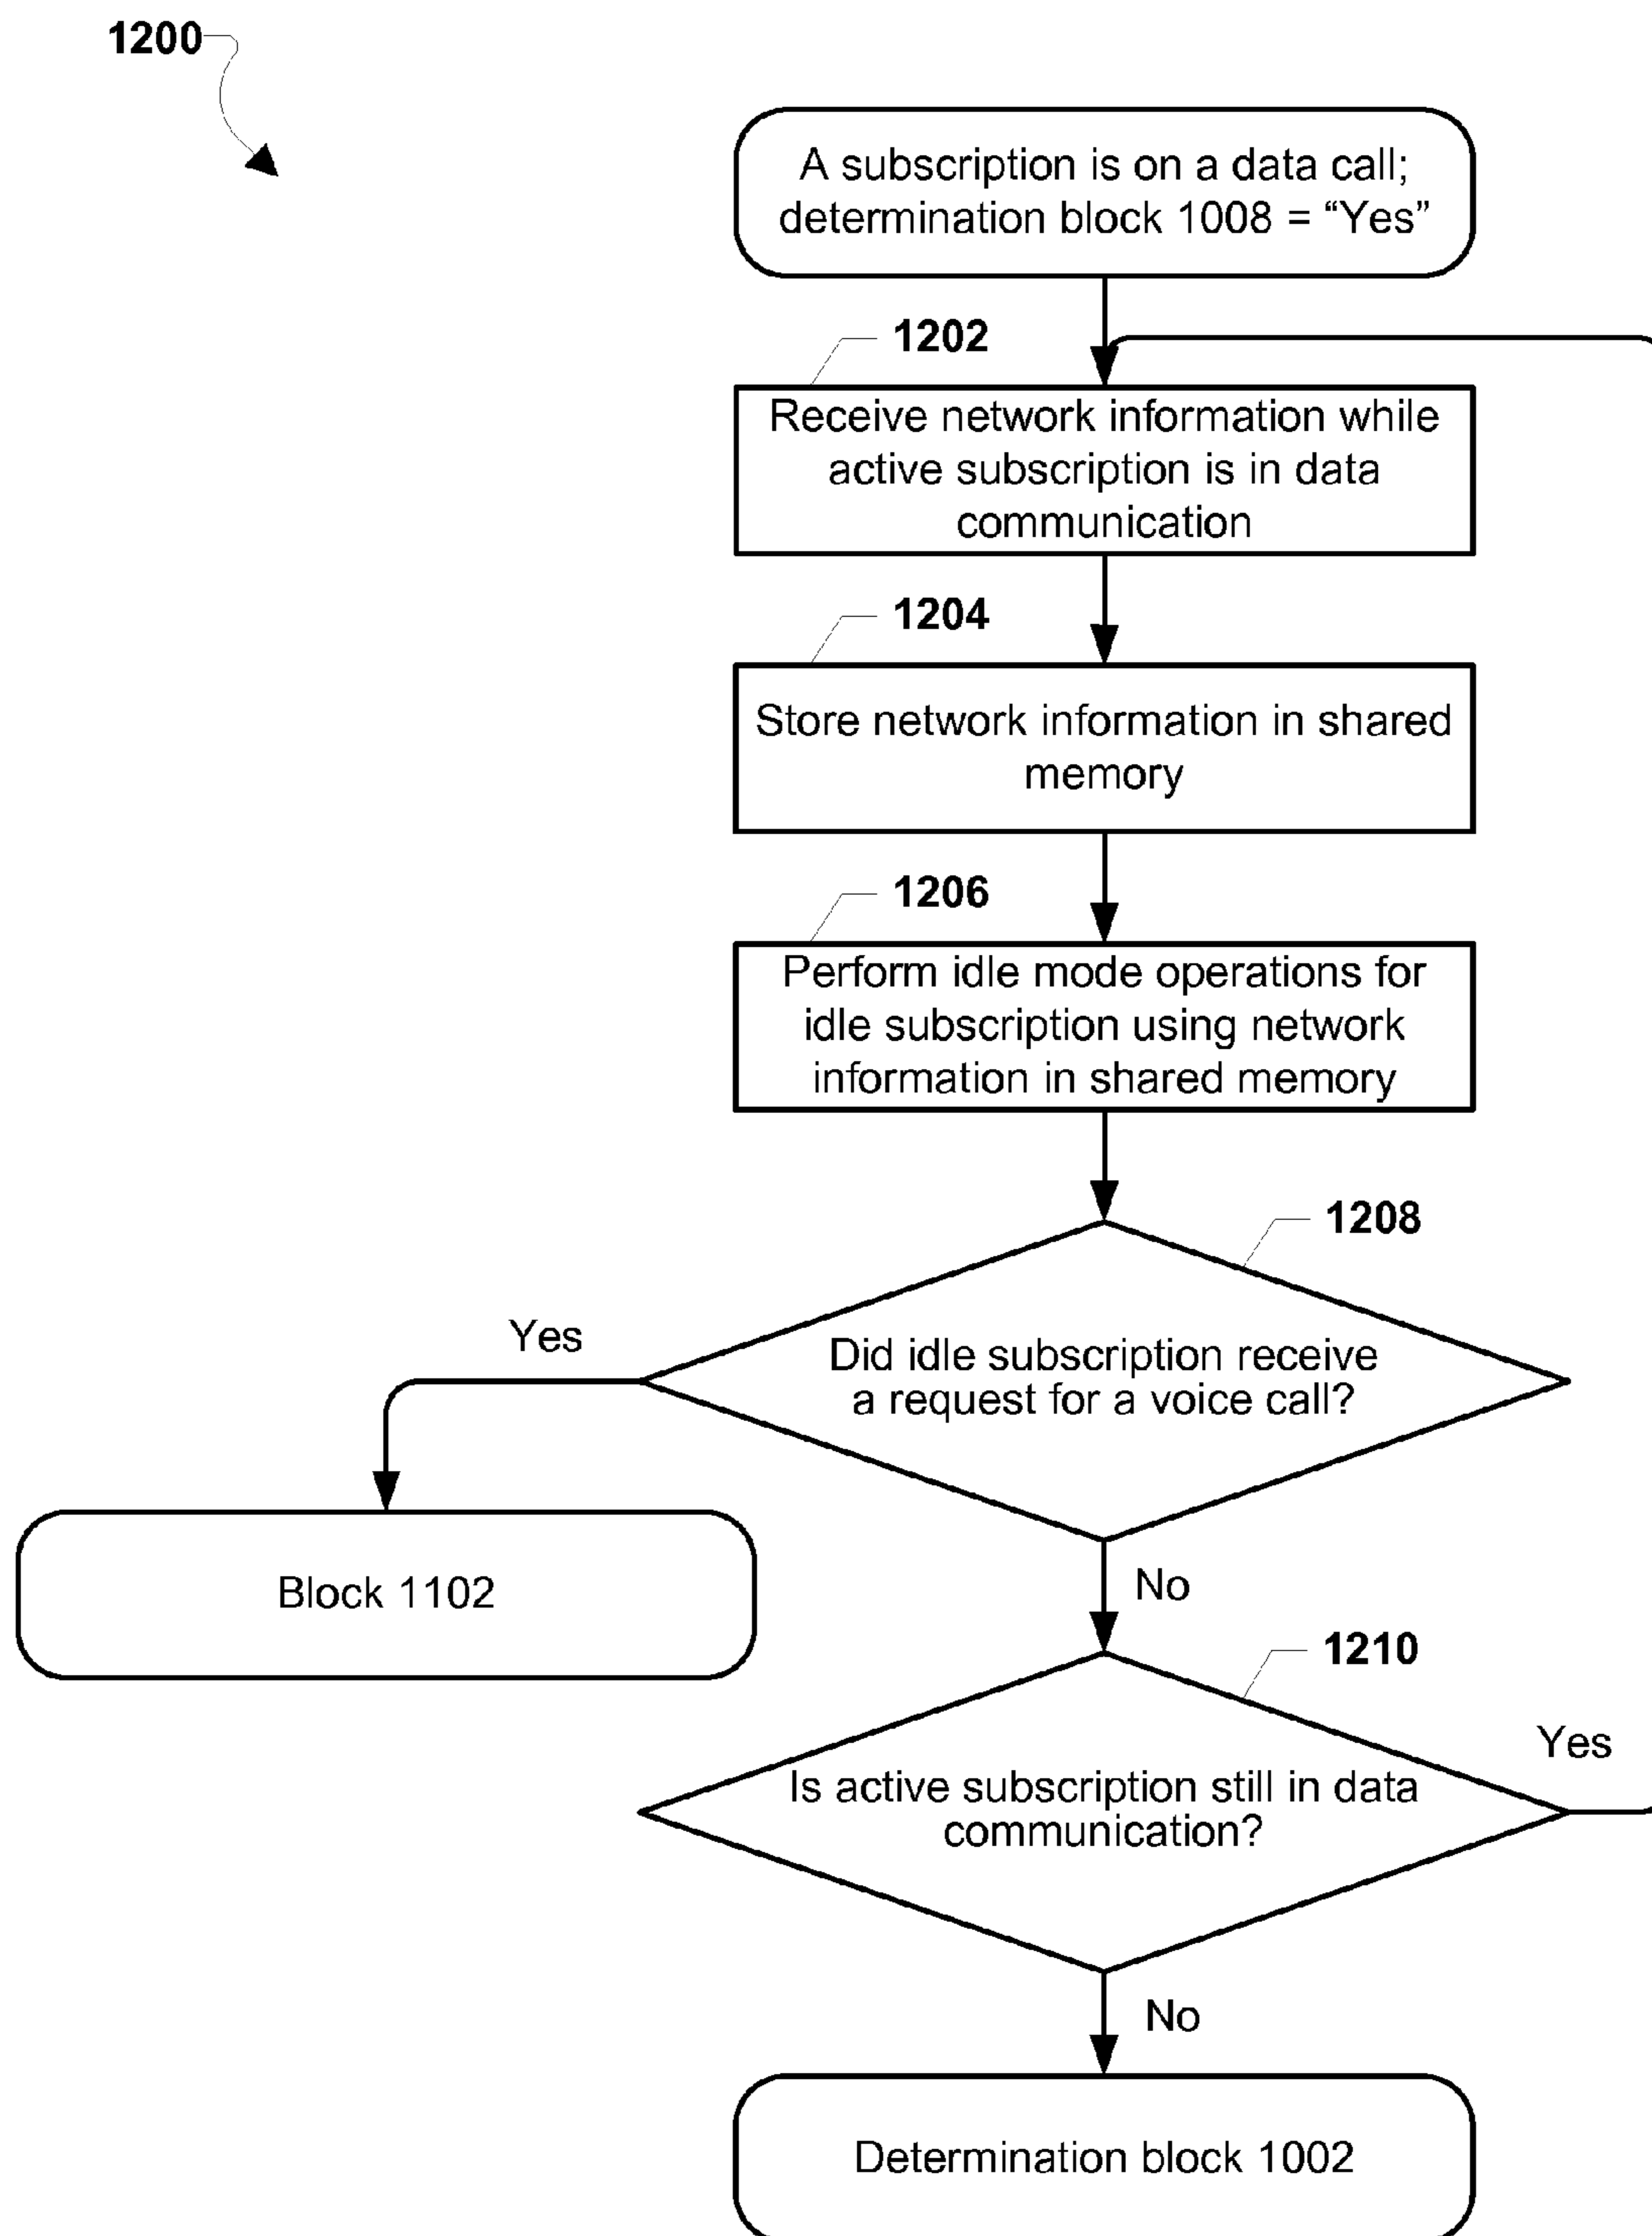 1200
A subscription is on a data call;
determination block 1008 = “Yes”
1202
Receive network information while
active subscription is in data
communication
1204
Store network information in shared
memory
1206
Perform idle mode operations for
idle subscription using network
information in shared memory
1208
Yes
Did idle subscription receive
a request for a voice call?
Block 1102
No
1210
Yes
Is active subscription still in data
communication?
No
Determination block 1002